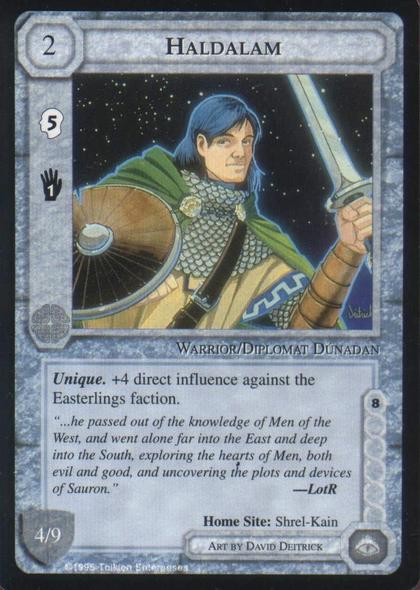 2
HALDALAM
5
1
Deitrick
WARRIOR/DIPLOMAT DÚNADAN
Unique. +4 direct influence against the
Easterlings faction.
8
“...he passed out of the knowledge of Men of the
West, and went alone far into the East and deep
into the South, exploring the hearts of Men, both
evil and good, and uncovering the plots and devices
of Sauron.” —LotR
Home Site: Shrel-Kain
4/9
ART BY DAVID DEITRICK
©1995 Tolkien Enterprises